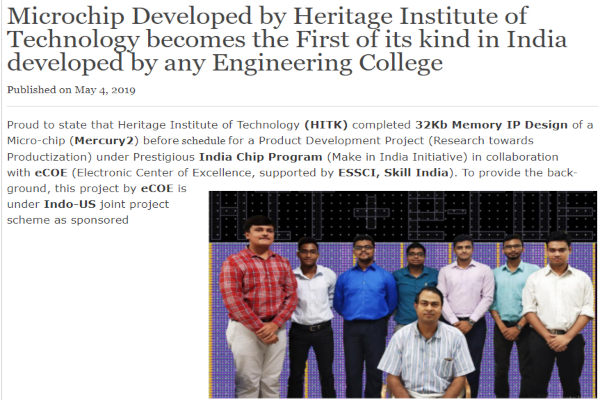 Microchip Developed by Heritage Institute of
Technology becomes the First of its kind in India
developed by any Engineering College
Published on May 4, 2019
Proud to state that Heritage Institute of Technology (HITK) completed 32Kb Memory IP Design of a
Micro-chip (Mercury2) before schedule for a Product Development Project (Research towards
Productization) under Prestigious India Chip Program (Make in India Initiative) in collaboration
with eCOE (Electronic Center of Excellence, supported by ESSCI, Skill India). To provide the back-
ground, this project by eCOE is
under Indo-US joint project
scheme as sponsored